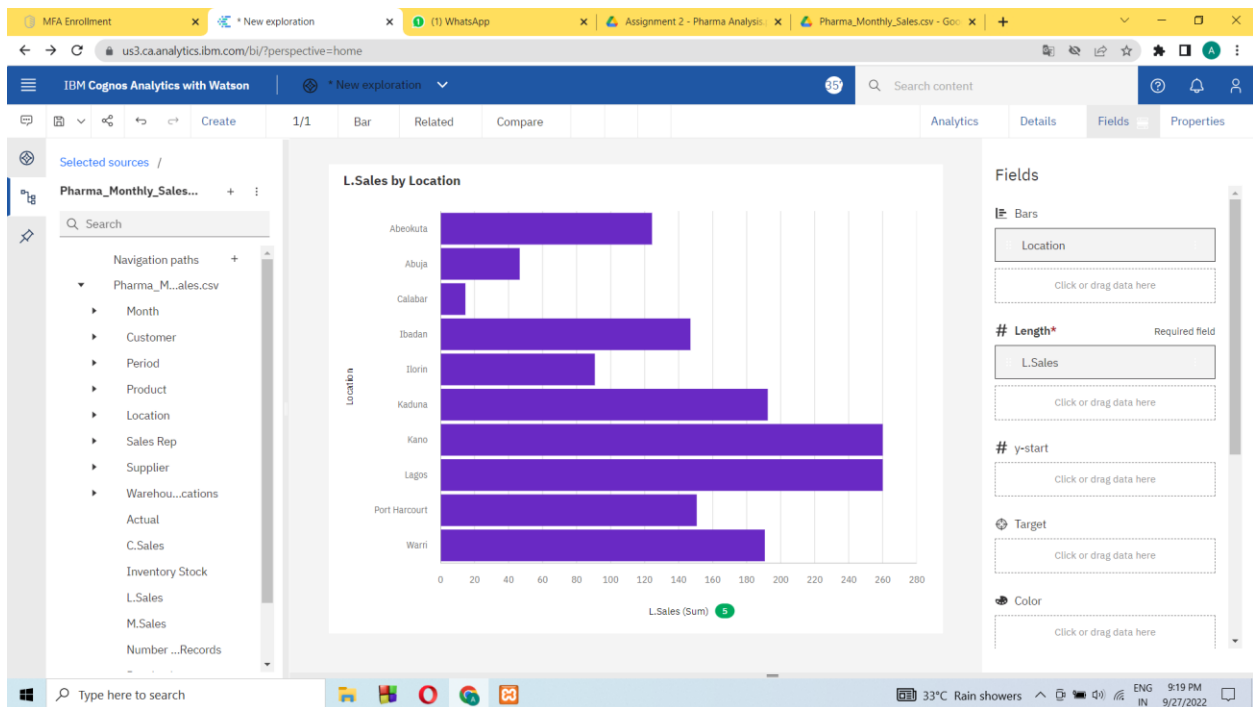 MFA Enrollment
* New exploration
(1) WhatsApp
Assignment 2 - Pharma Analysis.
Pharma_Monthly_Sales.csv - Goo
us3.ca.analytics.ibm.com/bi/?perspective=home
A
IBM Cognos Analytics with Watson
* New exploration
Search content
Create
1/1
Bar
Related
Compare
Analytics
Details
Fields
Properties
Selected sources /
Pharma_Monthly_Sales...
Search
Navigation paths
Pharma_M...ales.csv
Month
Customer
Period
Product
Location
Sales Rep
Supplier
Warehou...cations
Actual
C.Sales
Inventory Stock
L.Sales
M.Sales
Number ...Records
L.Sales by Location
Location
Abeokuta
Abuja
Calabar
Ibadan
Ilorin
Kaduna
Kano
Lagos
Port Harcourt
Warri
0 20 40 60 80 100 120 140 160 180 200 220 240 260 280
L.Sales (Sum) 5
Fields
Bars
Location
Click or drag data here
# Length* Required field
L.Sales
Click or drag data here
# y-start
Click or drag data here
Target
Click or drag data here
Color
Click or drag data here
Type here to search
33°C Rain showers
ENG
IN
9:19 PM
9/27/2022